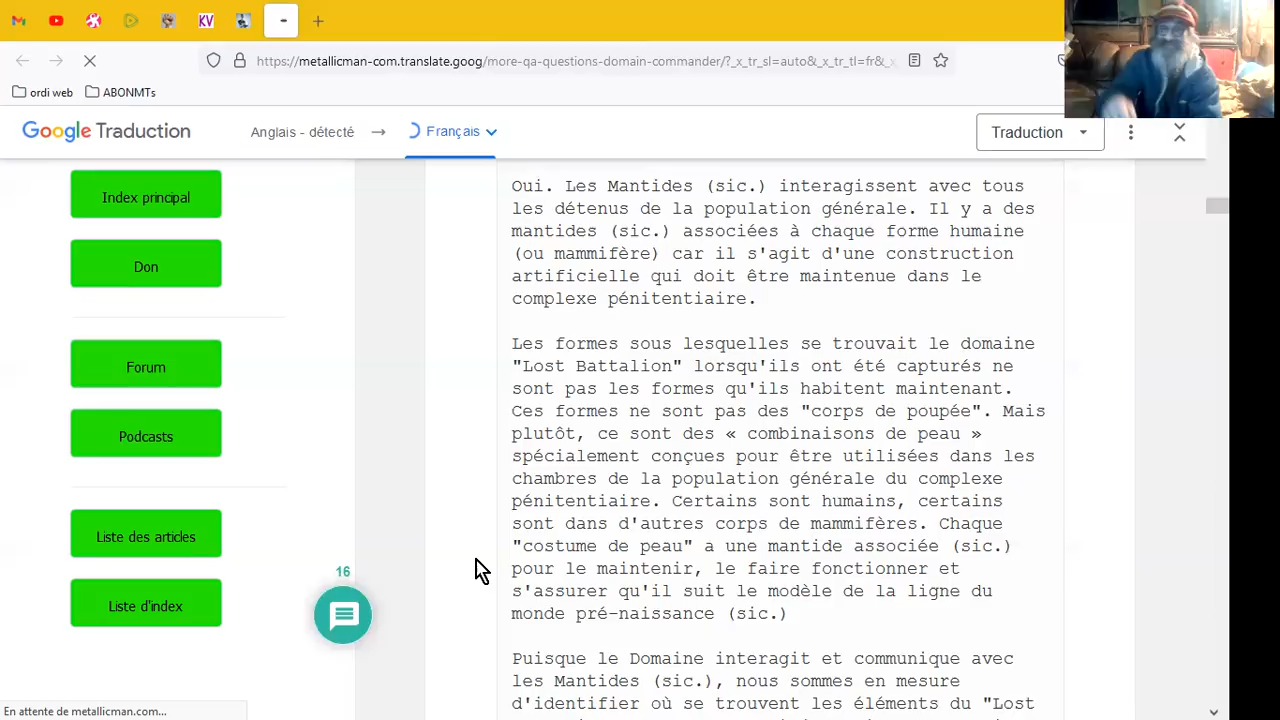 KV
https://metallicman-com.translate.goog/more-qa-questions-domain-commander/?_x_tr_sl=auto&_x_tr_tl=fr&_x_
ordi web
ABONMTs
Google Traduction
Anglais - détecté
Français
Traduction
Index principal
Don
Forum
Podcasts
Liste des articles
Liste d'index
16
Oui. Les Mantides (sic.) interagissent avec tous
les détenus de la population générale. Il y a des
mantides (sic.) associées à chaque forme humaine
(ou mammifère) car il s'agit d'une construction
artificielle qui doit être maintenue dans le
complexe pénitentiaire.
Les formes sous lesquelles se trouvait le domaine
"Lost Battalion" lorsqu'ils ont été capturés ne
sont pas les formes qu'ils habitent maintenant.
Ces formes ne sont pas des "corps de poupée". Mais
plutôt, ce sont des « combinaisons de peau »
spécialement conçues pour être utilisées dans les
chambres de la population générale du complexe
pénitentiaire. Certains sont humains, certains
sont dans d'autres corps de mammifères. Chaque
"costume de peau" a une mantide associée (sic.)
pour le maintenir, le faire fonctionner et
s'assurer qu'il suit le modèle de la ligne du
monde pré-naissance (sic.)
Puisque le Domaine interagit et communique avec
les Mantides (sic.), nous sommes en mesure
d'identifier où se trouvent les éléments du "Lost
En attente de metallicman.com...